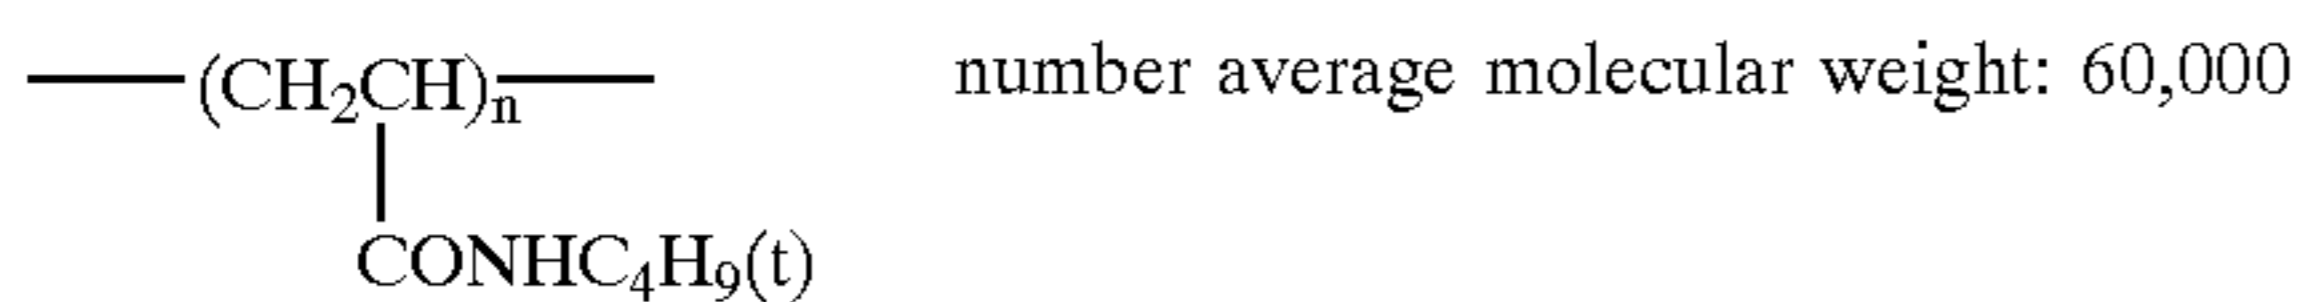 (CH2CH)n number average molecular weight: 60,000
CONHC4H9(t)